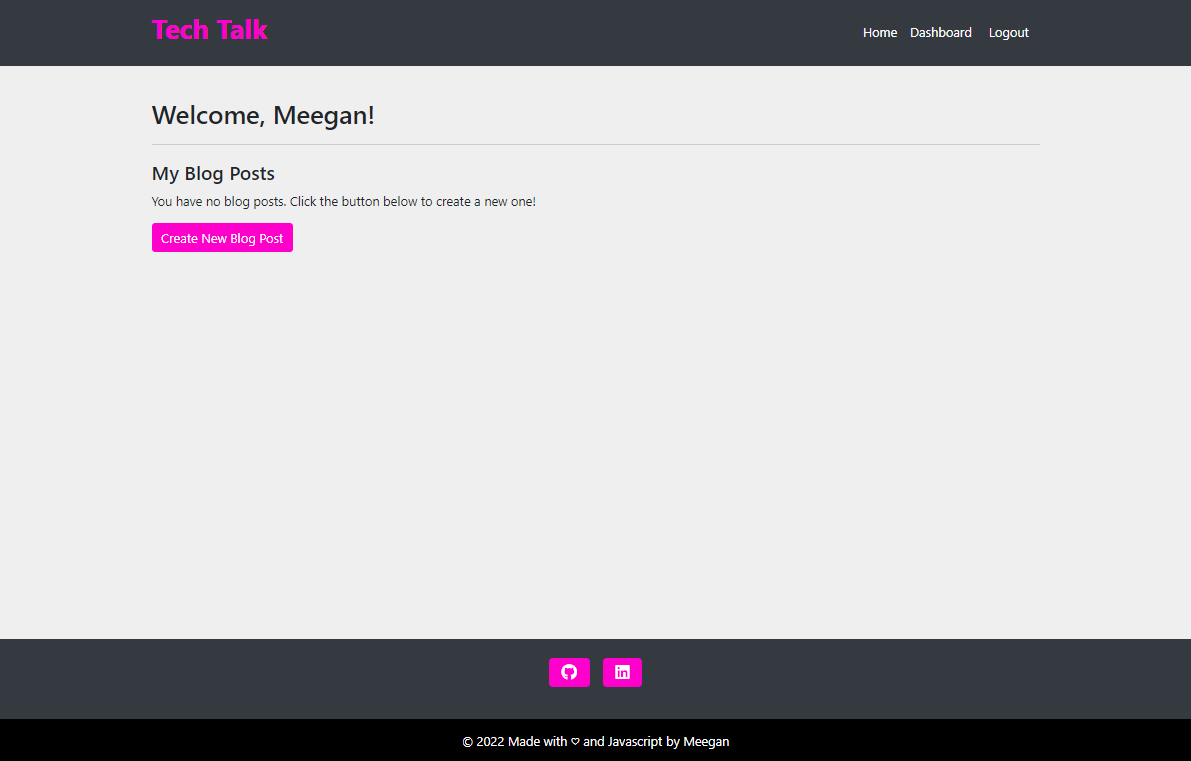 Tech Talk
Home Dashboard Logout
Welcome, Meegan!
My Blog Posts
You have no blog posts. Click the button below to create a new one!
Create New Blog Post
© 2022 Made with ♡ and Javascript by Meegan